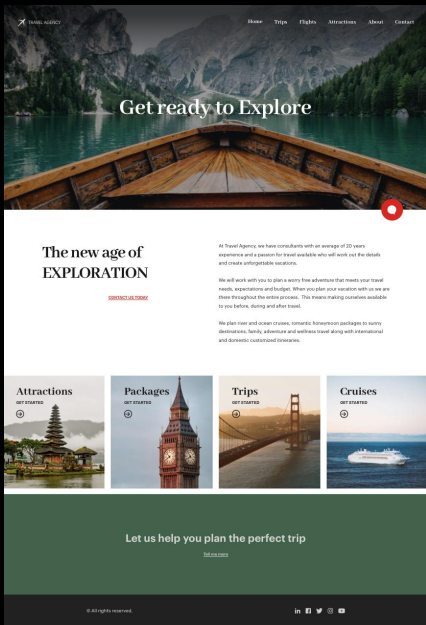 TRAVEL AGENCY
Home Trips Flights Attractions About Contact
Get ready to Explore
The new age of
EXPLORATION
CONTACT US TODAY
At Travel Agency, we have consultants with an average of 20 years
experience and a passion for travel available who will work out the details
and create unforgettable vacations.
We will work with you to plan a worry free adventure that meets your travel
needs, expectations and budget. When you plan your vacation with us we are
there throughout the entire process. This means making ourselves available
to you before, during and after travel.
We plan river and ocean cruises, romantic honeymoon packages to sunny
destinations, family, adventure and wellness travel along with international
and domestic customized itineraries.
Attractions
GET STARTED
Packages
GET STARTED
Trips
GET STARTED
Cruises
GET STARTED
Let us help you plan the perfect trip
Tell me more
© All rights reserved.